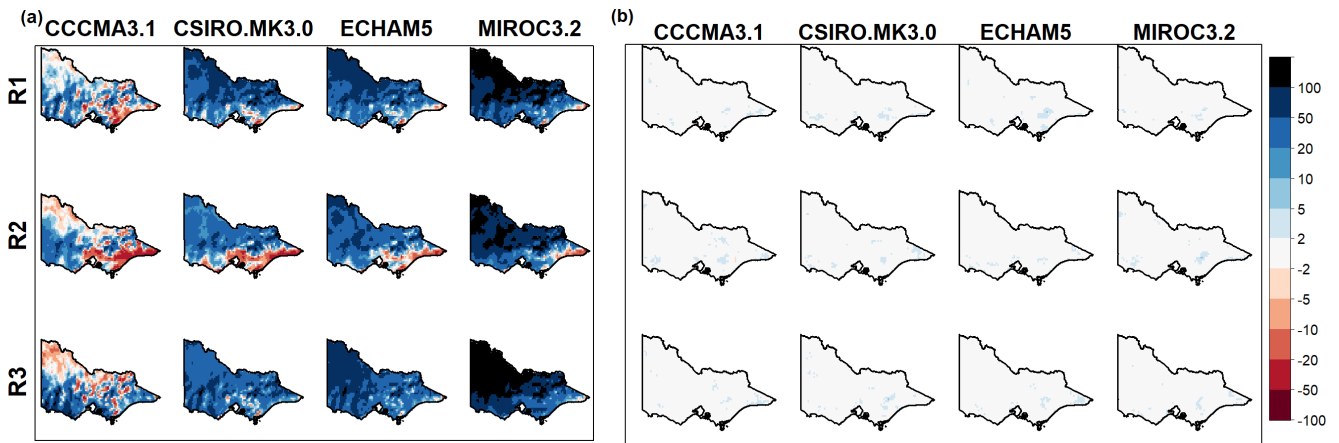 (a)
CCCMA3.1 CSIRO.MK3.0 ECHAM5 MIROC3.2
R1
R2
R3
(b)
CCCMA3.1 CSIRO.MK3.0 ECHAM5 MIROC3.2
100
50
20
10
5
2
-2
-5
-10
-20
-50
-100